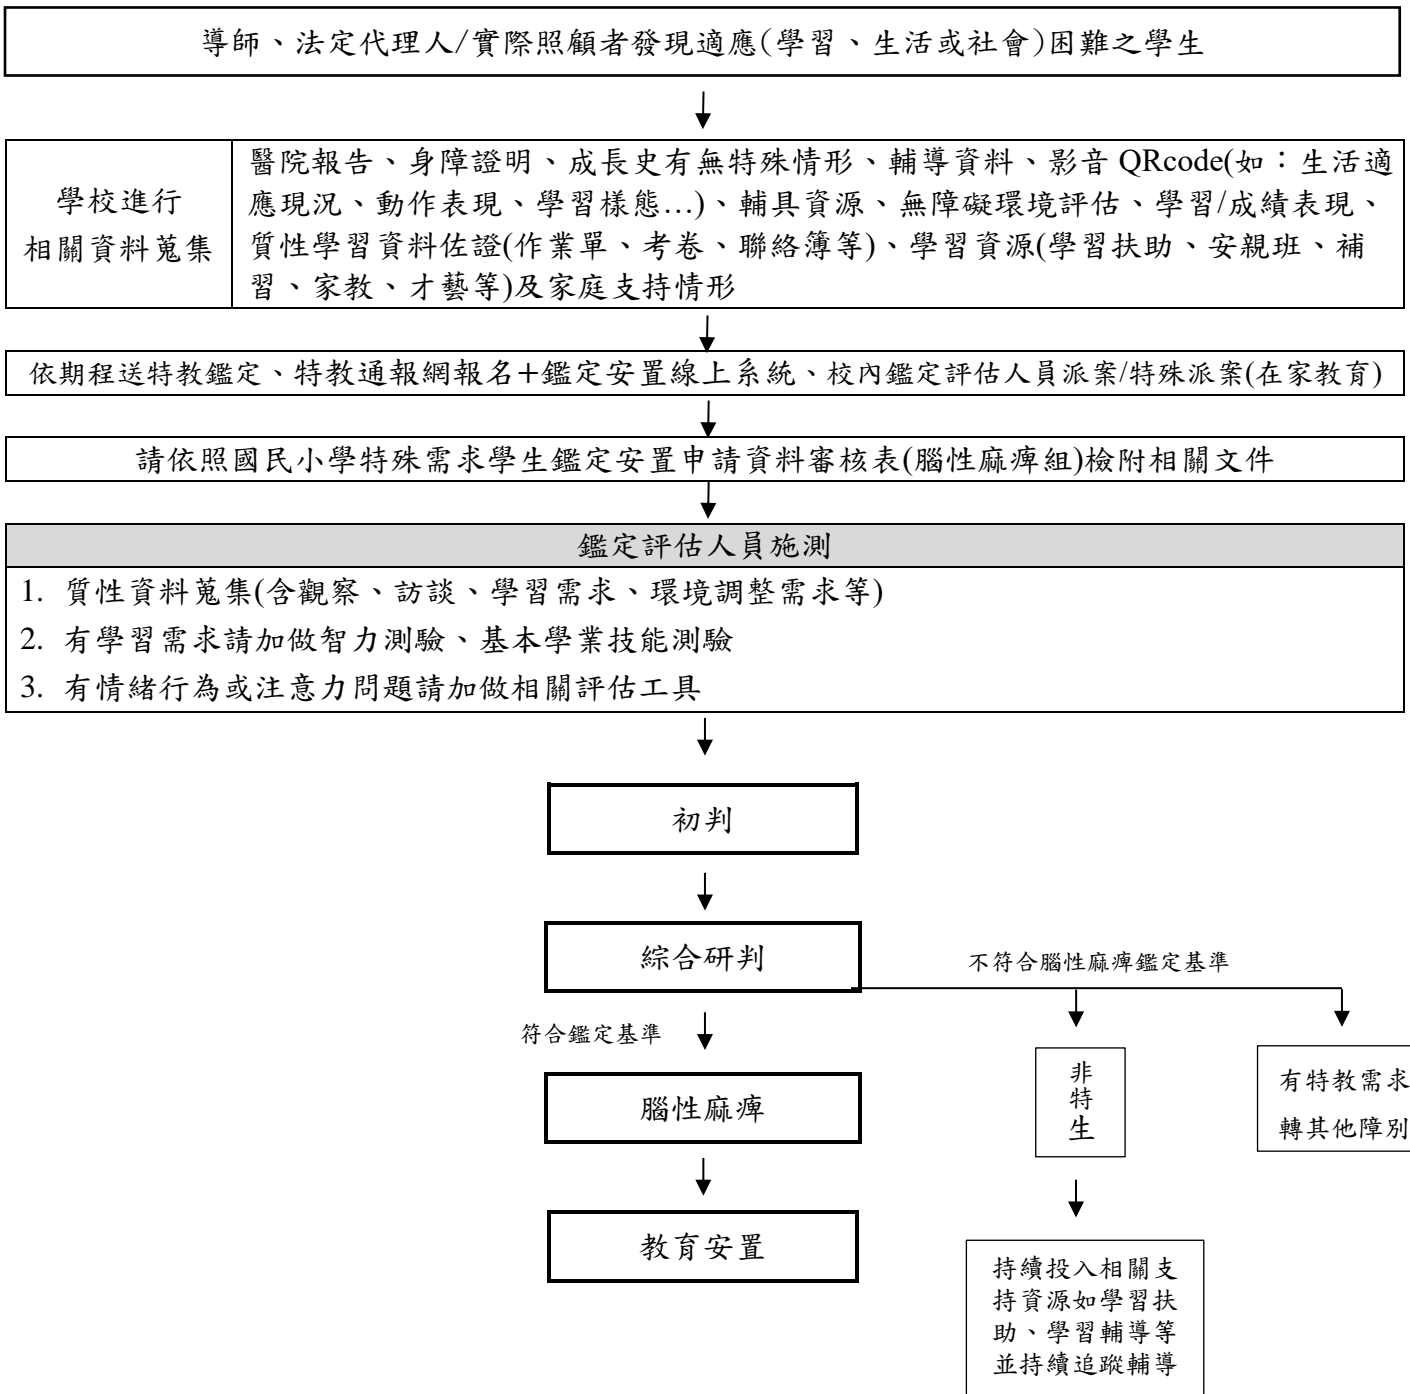 導師、法定代理人/實際照顧者發現適應(學習、生活或社會)困難之學生
學校進行
相關資料蒐集
醫院報告、身障證明、成長史有無特殊情形、輔導資料、影音 QRcode(如：生活適
應現況、動作表現、學習樣態…)、輔具資源、無障礙環境評估、學習/成績表現、
質性學習資料佐證(作業單、考卷、聯絡簿等)、學習資源(學習扶助、安親班、補
習、家教、才藝等)及家庭支持情形
依期程送特教鑑定、特教通報網報名+鑑定安置線上系統、校內鑑定評估人員派案/特殊派案(在家教育)
請依照國民小學特殊需求學生鑑定安置申請資料審核表(腦性麻痺組)檢附相關文件
鑑定評估人員施測
1. 質性資料蒐集(含觀察、訪談、學習需求、環境調整需求等)
2. 有學習需求請加做智力測驗、基本學業技能測驗
3. 有情緒行為或注意力問題請加做相關評估工具
初判
綜合研判
不符合腦性麻痺鑑定基準
符合鑑定基準
腦性麻痺
教育安置
非
特
生
有特教需求
轉其他障別
持續投入相關支
持資源如學習扶
助、學習輔導等
並持續追蹤輔導